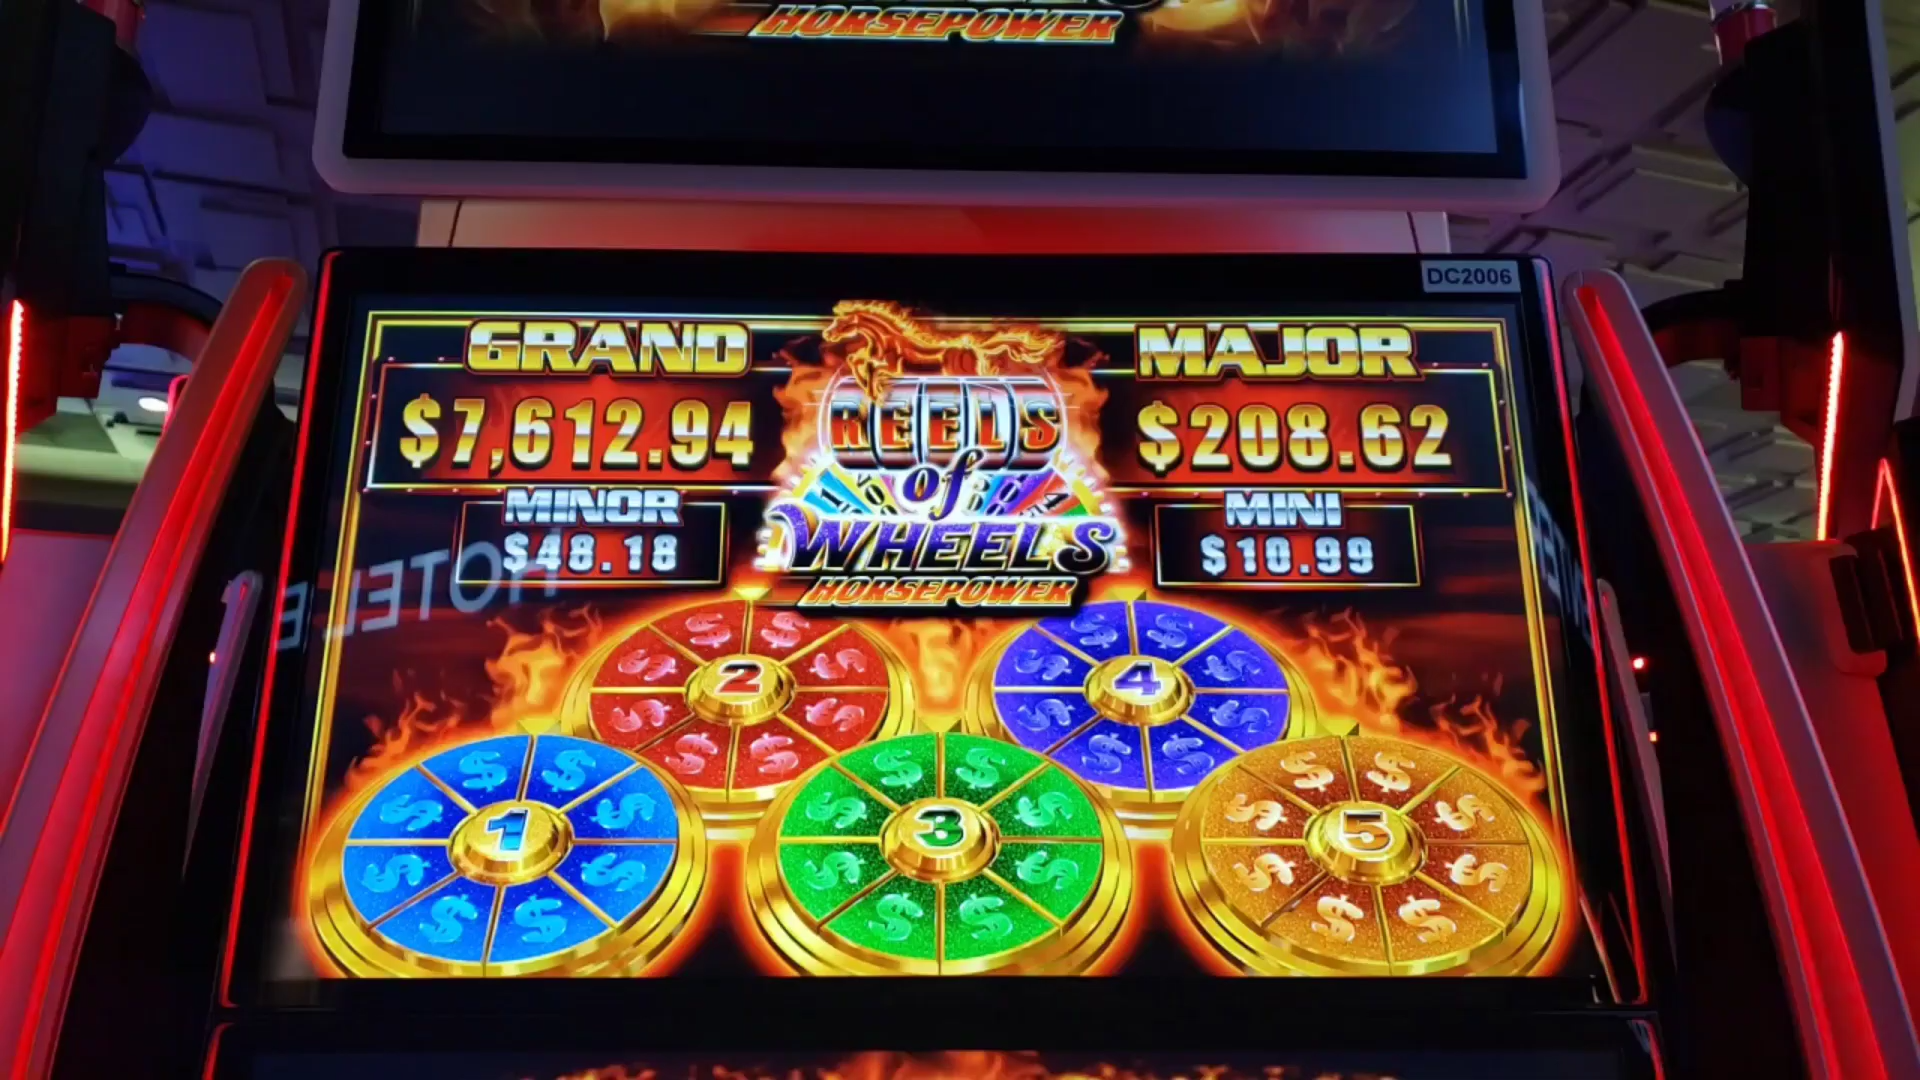 HORSEPOWER
DC2006
GRAND
$7,612.94
MAJOR
$208.62
REELS
of
WHEELS
HORSEPOWER
MINOR
$48.18
MINI
$10.99
HOTEL
2
4
1
3
5
$ $ $ $ $ $ $ $
$ $ $ $ $ $ $ $
$ $ $ $ $ $ $ $
$ $ $ $ $ $ $ $
$ $ $ $ $ $ $ $